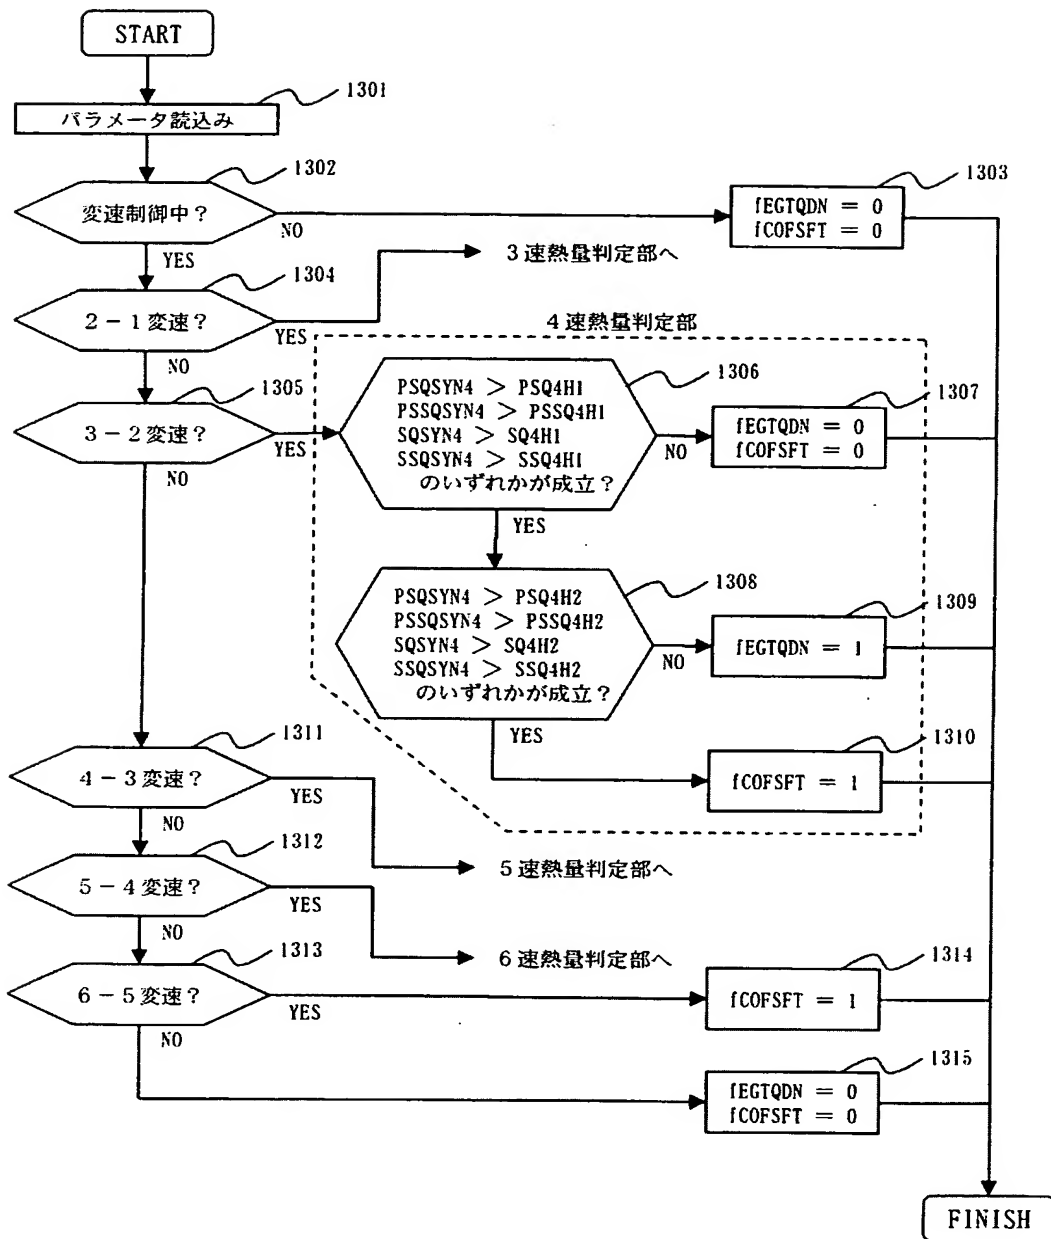 START
1301
パラメータ読込み
1302
変速制御中？
NO
YES
1303
fEGTQDN = 0
fCOFSFT = 0
1304
2－1変速？
YES
NO
3速熱量判定部へ
1305
3－2変速？
YES
NO
4速熱量判定部
1306
PSQSYN4 ＞ PSQ4H1
PSSQSYN4 ＞ PSSQ4H1
SQSYN4 ＞ SQ4H1
SSQSYN4 ＞ SSQ4H1
のいずれかが成立？
NO
YES
1307
fEGTQDN = 0
fCOFSFT = 0
1308
PSQSYN4 ＞ PSQ4H2
PSSQSYN4 ＞ PSSQ4H2
SQSYN4 ＞ SQ4H2
SSQSYN4 ＞ SSQ4H2
のいずれかが成立？
NO
YES
1309
fEGTQDN = 1
1310
fCOFSFT = 1
1311
4－3変速？
YES
NO
5速熱量判定部へ
1312
5－4変速？
YES
NO
6速熱量判定部へ
1313
6－5変速？
YES
NO
1314
fCOFSFT = 1
1315
fEGTQDN = 0
fCOFSFT = 0
FINISH